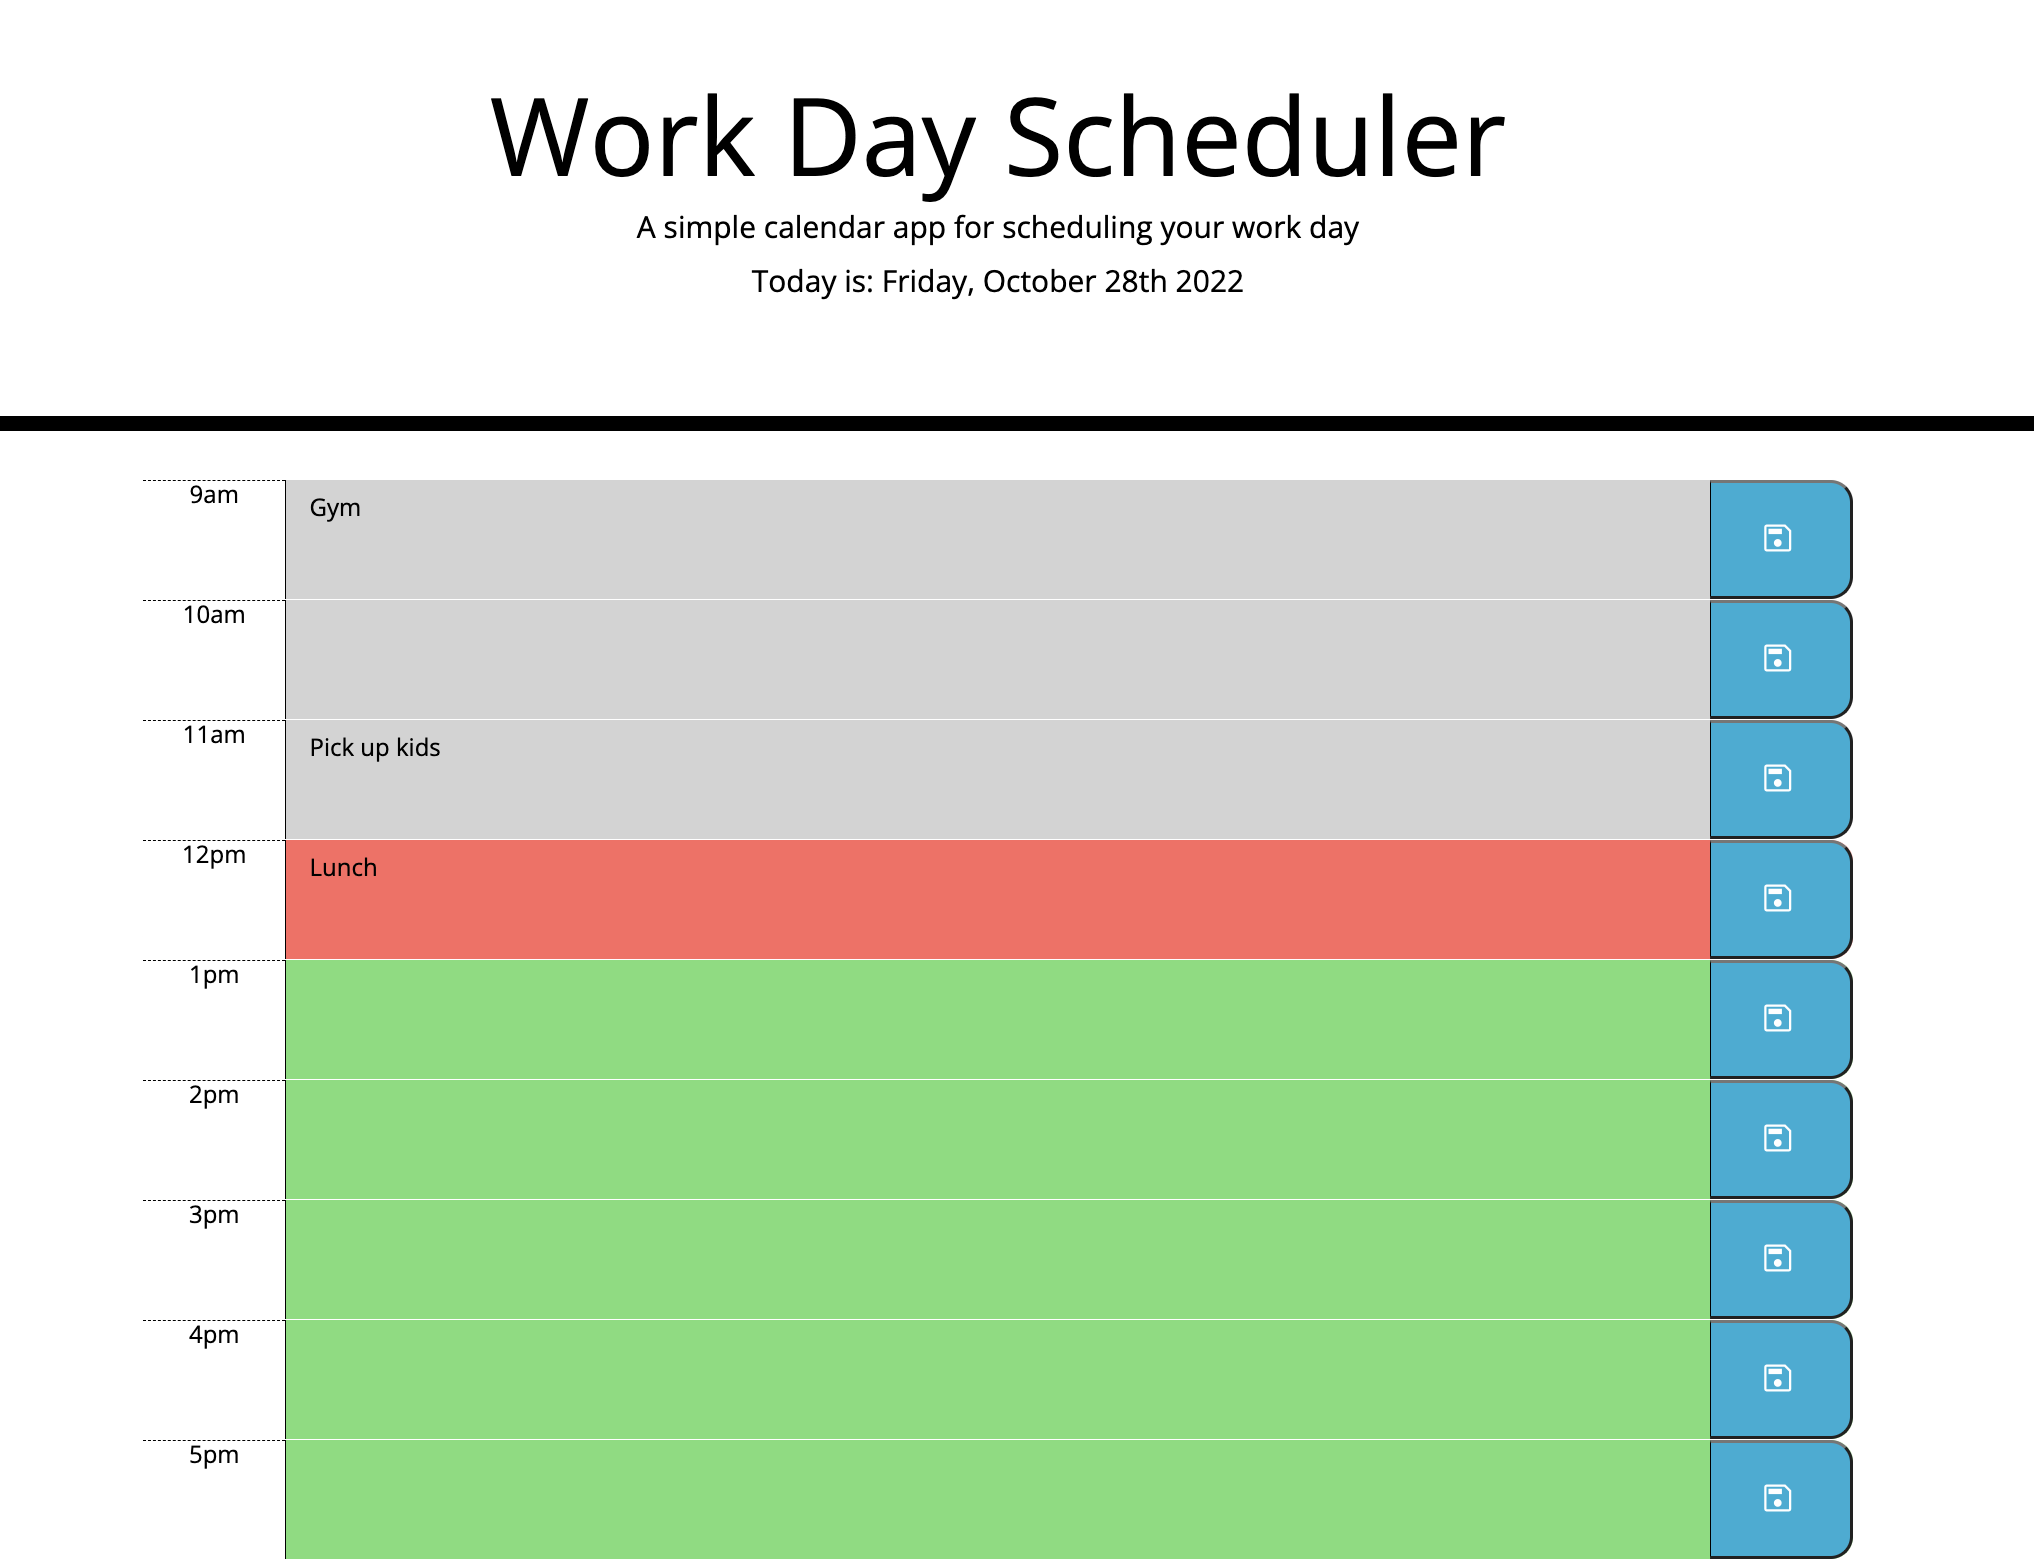 Work Day Scheduler
A simple calendar app for scheduling your work day
Today is: Friday, October 28th 2022
9am
Gym
10am
11am
Pick up kids
12pm
Lunch
1pm
2pm
3pm
4pm
5pm